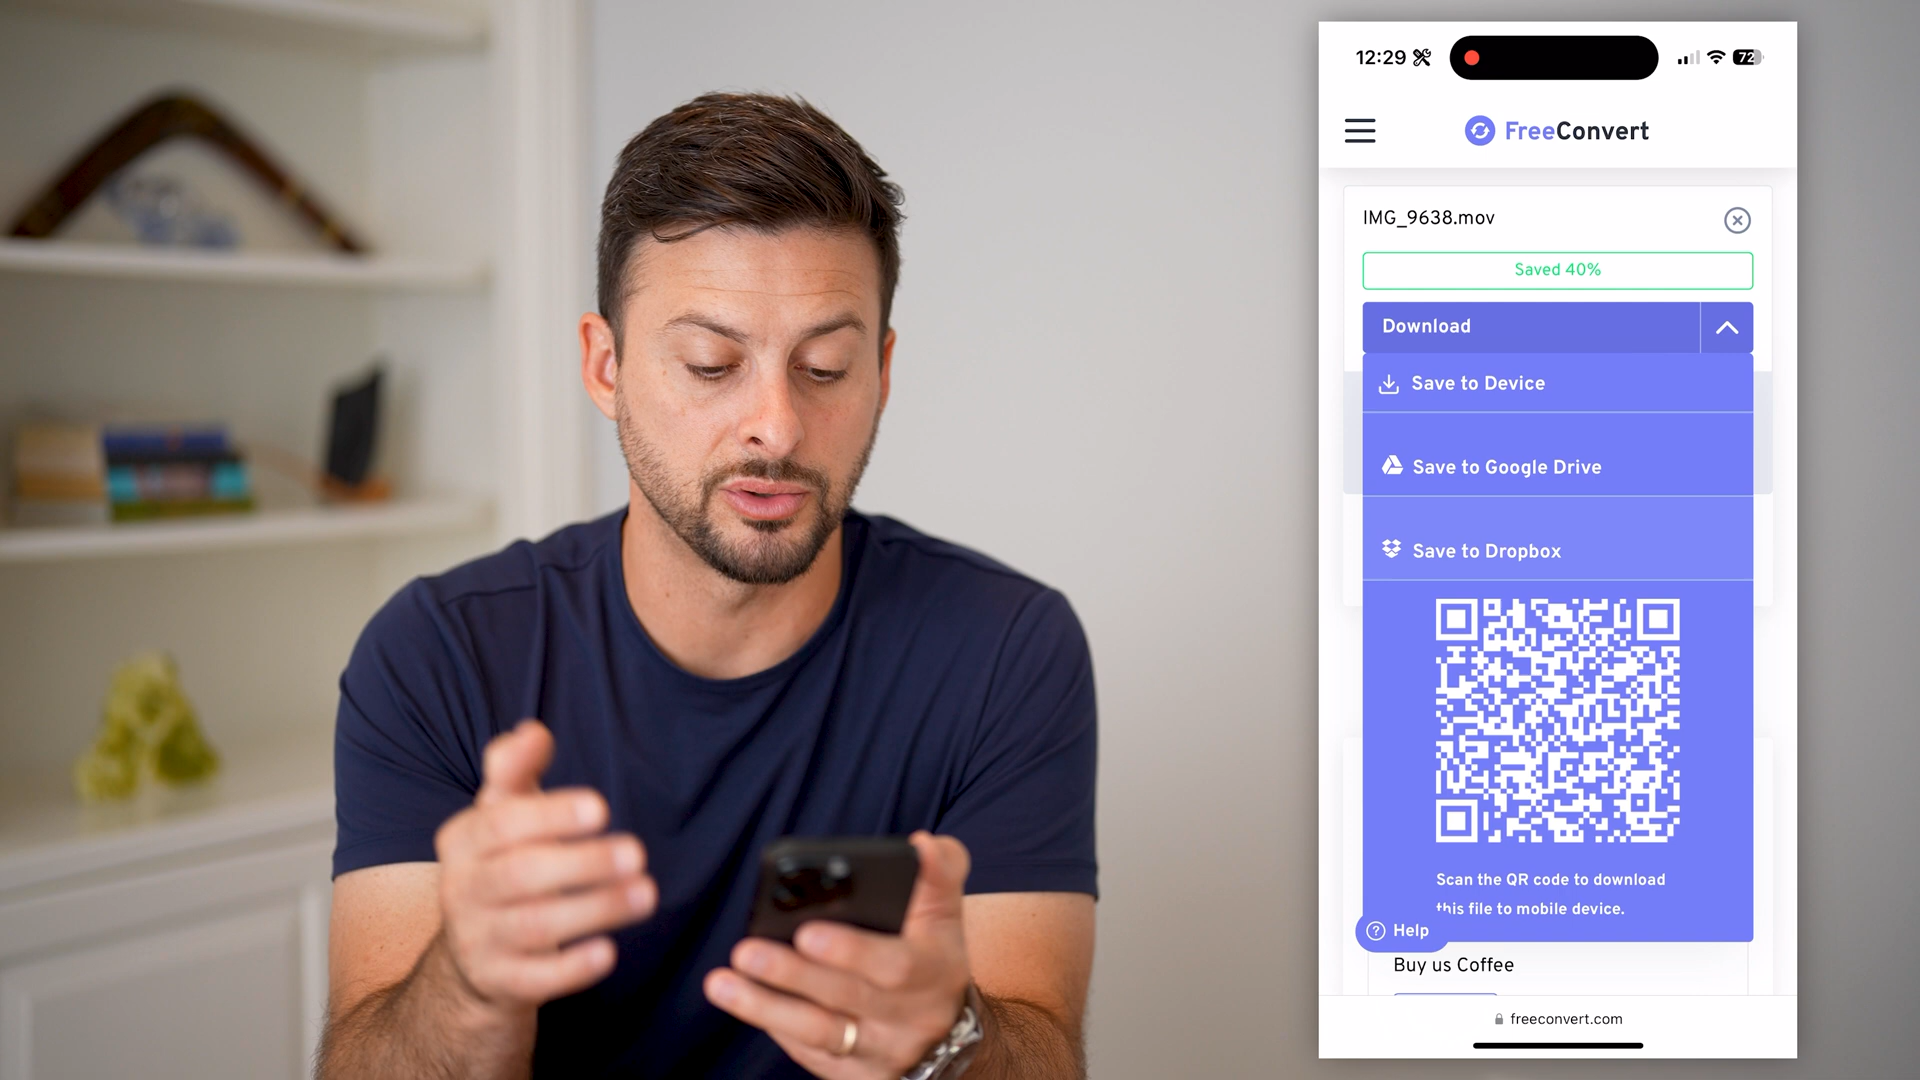 12:29
72
FreeConvert
IMG_9638.mov
Saved 40%
Download
Save to Device
Save to Google Drive
Save to Dropbox
Scan the QR code to download
this file to mobile device.
Help
Buy us Coffee
freeconvert.com